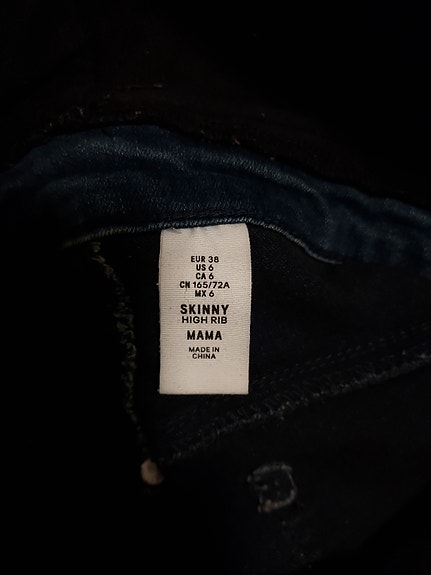 EUR 38
US 6
CA 6
CN 165/72A
MX 6
SKINNY
HIGH RIB
MAMA
MADE IN
CHINA